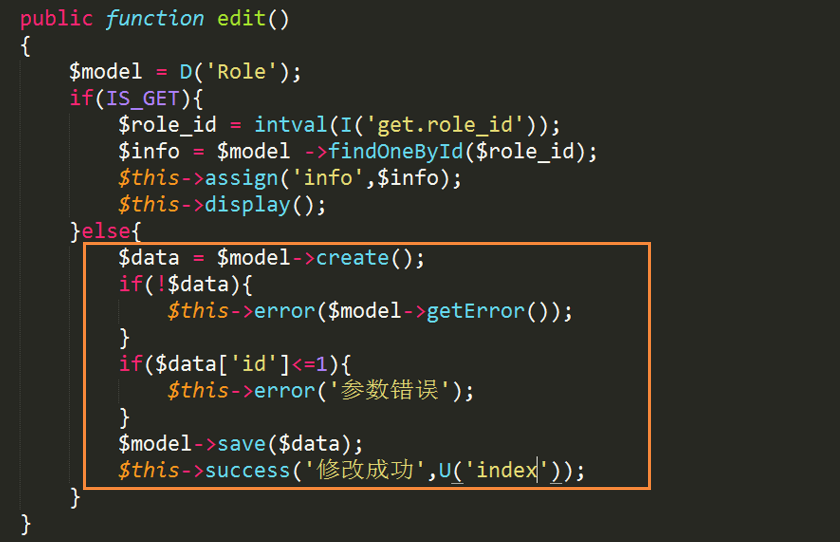 public function edit()
{
    $model = D('Role');
    if(IS_GET){
        $role_id = intval(I('get.role_id'));
        $info = $model ->findOneById($role_id);
        $this->assign('info',$info);
        $this->display();
    }else{
        $data = $model->create();
        if(!$data){
            $this->error($model->getError());
        }
        if($data['id']<=1){
            $this->error('参数错误');
        }
        $model->save($data);
        $this->success('修改成功',U('index'));
    }
}